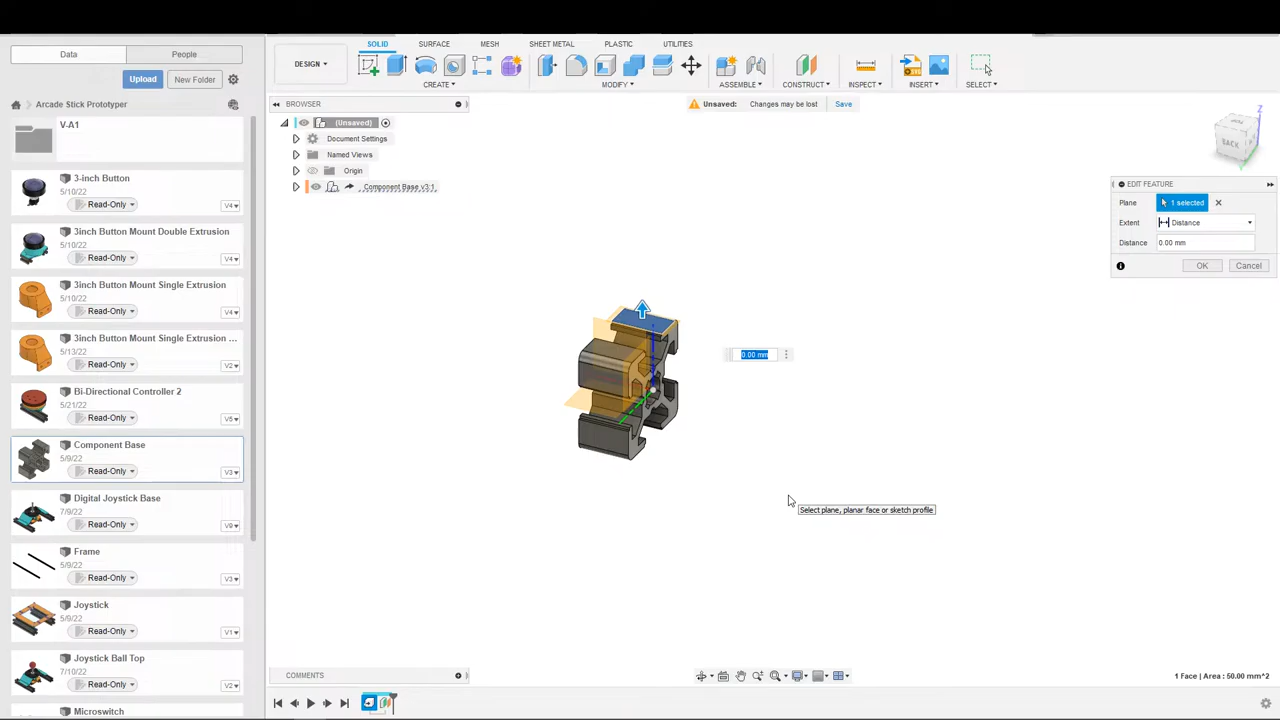 Data People
Upload New Folder
Arcade Stick Prototyper
V-A1
3-inch Button
5/10/22
Read-Only V4
3inch Button Mount Double Extrusion
5/10/22
Read-Only V4
3inch Button Mount Single Extrusion
5/10/22
Read-Only V4
3inch Button Mount Single Extrusion ...
5/13/22
Read-Only V2
Bi-Directional Controller 2
5/21/22
Read-Only V6
Component Base
5/9/22
Read-Only V3
Digital Joystick Base
7/9/22
Read-Only V9
Frame
5/9/22
Read-Only V3
Joystick
5/9/22
Read-Only V1
Joystick Ball Top
7/10/22
Read-Only V2
Microswitch
DESIGN
SOLID SURFACE MESH SHEET METAL PLASTIC UTILITIES
CREATE MODIFY ASSEMBLE CONSTRUCT INSPECT INSERT SELECT
BROWSER
(Unsaved)
Document Settings
Named Views
Origin
Component Base v3:1
Unsaved: Changes may be lost Save
BACK
EDIT FEATURE
Plane 1 selected
Extent Distance
Distance 0.00 mm
OK Cancel
0.00 mm
Select plane, planar face or sketch profile
COMMENTS
1 Face | Area : 50.00 mm^2